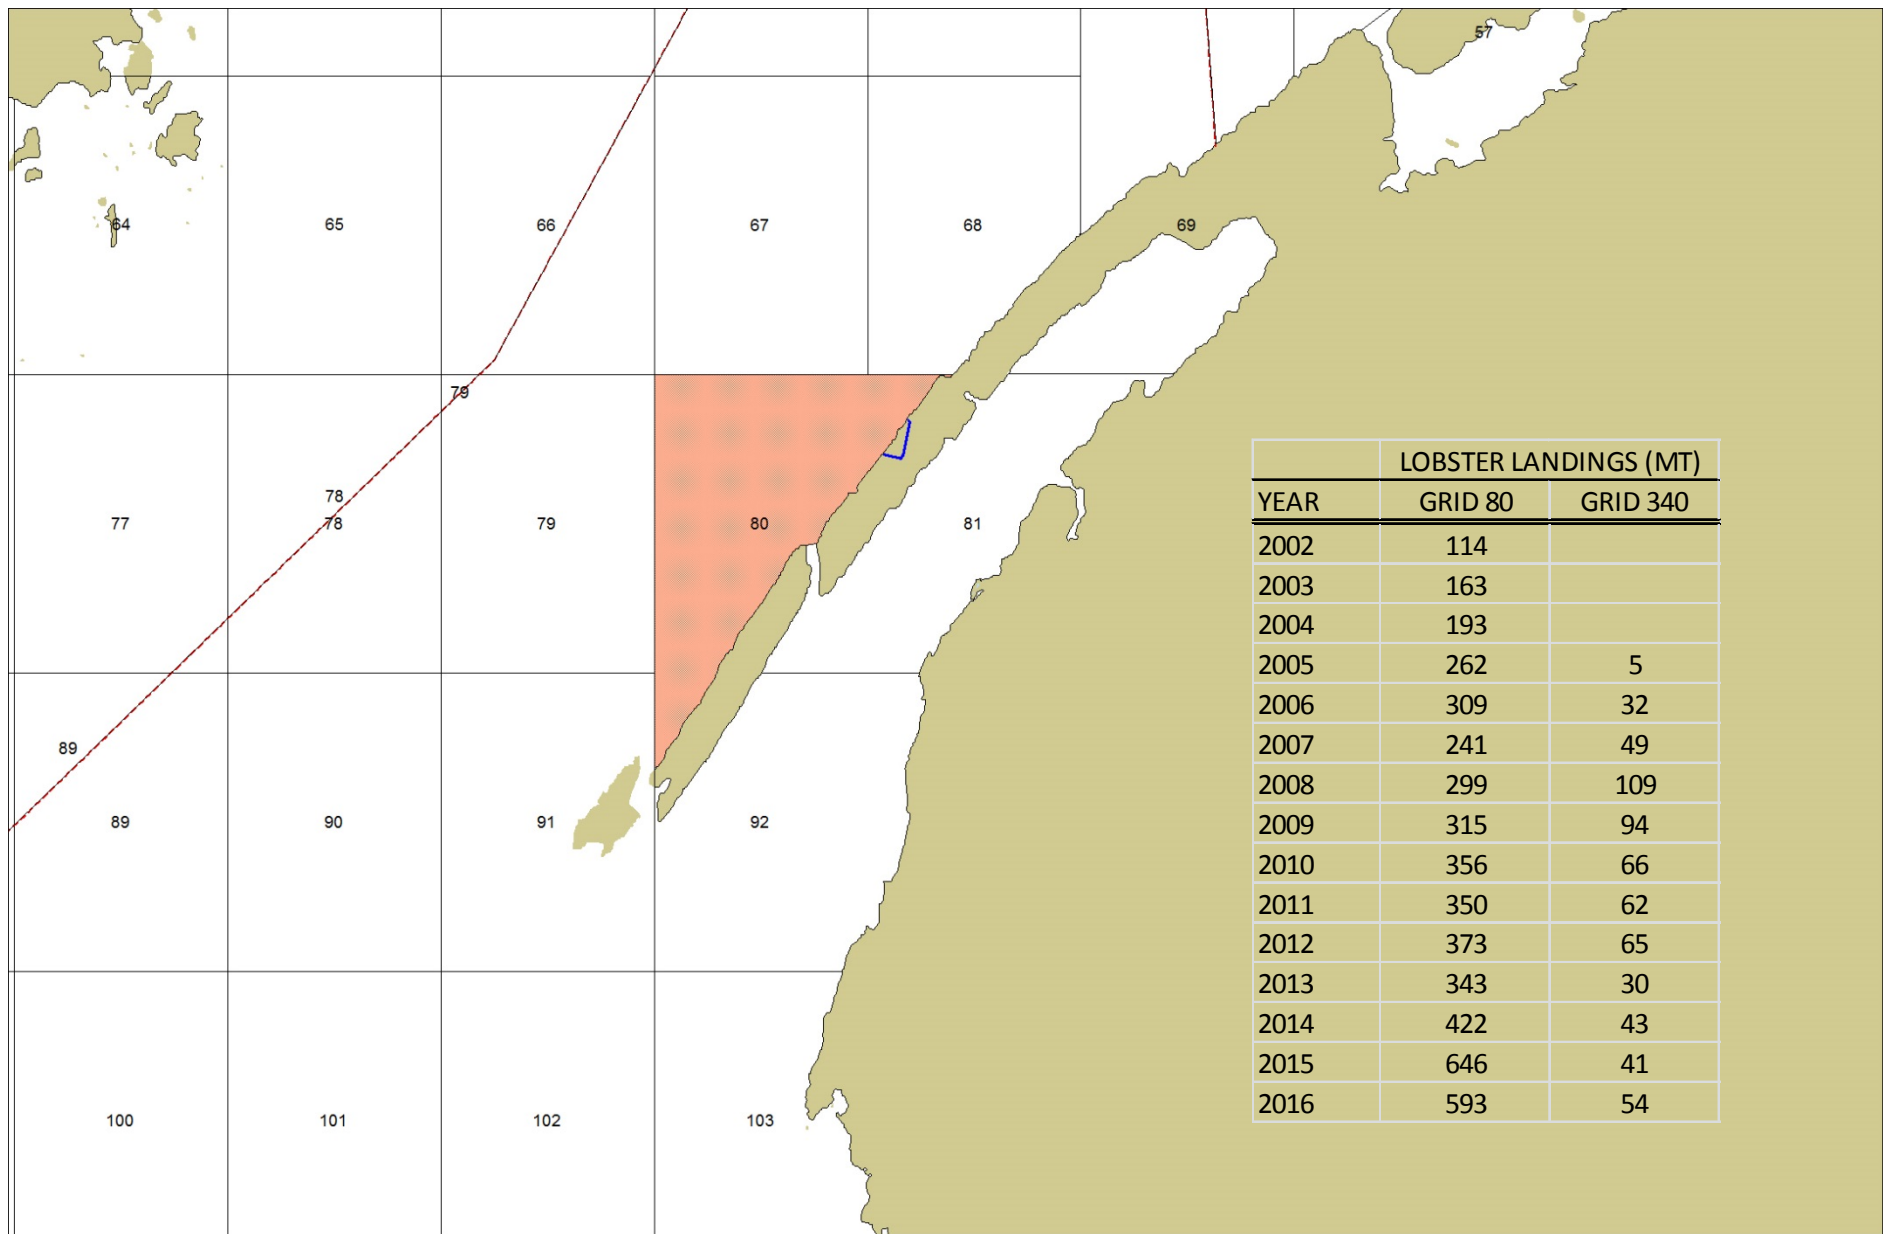 57
64 65 66 67 68 69
79
78
77 78 79 80 81
89
89 90 91 92
100 101 102 103
LOBSTER LANDINGS (MT)
YEAR GRID 80 GRID 340
2002 114
2003 163
2004 193
2005 262 5
2006 309 32
2007 241 49
2008 299 109
2009 315 94
2010 356 66
2011 350 62
2012 373 65
2013 343 30
2014 422 43
2015 646 41
2016 593 54